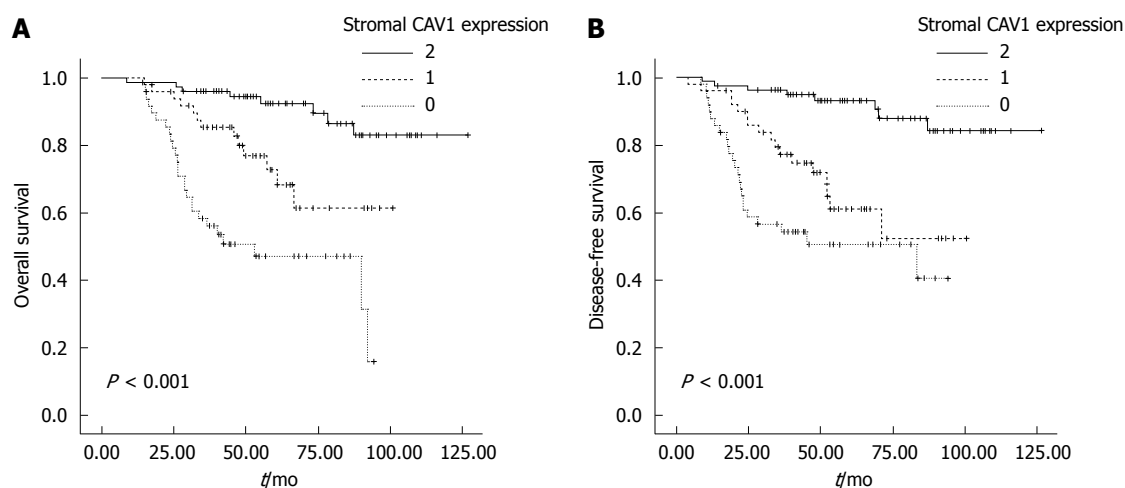 A
Stromal CAV1 expression
2
1
0
Overall survival
1.0
0.8
0.6
0.4
0.2
0.0
P < 0.001
0.00 25.00 50.00 75.00 100.00 125.00
t/mo
B
Stromal CAV1 expression
2
1
0
Disease-free survival
1.0
0.8
0.6
0.4
0.2
0.0
P < 0.001
0.00 25.00 50.00 75.00 100.00 125.00
t/mo